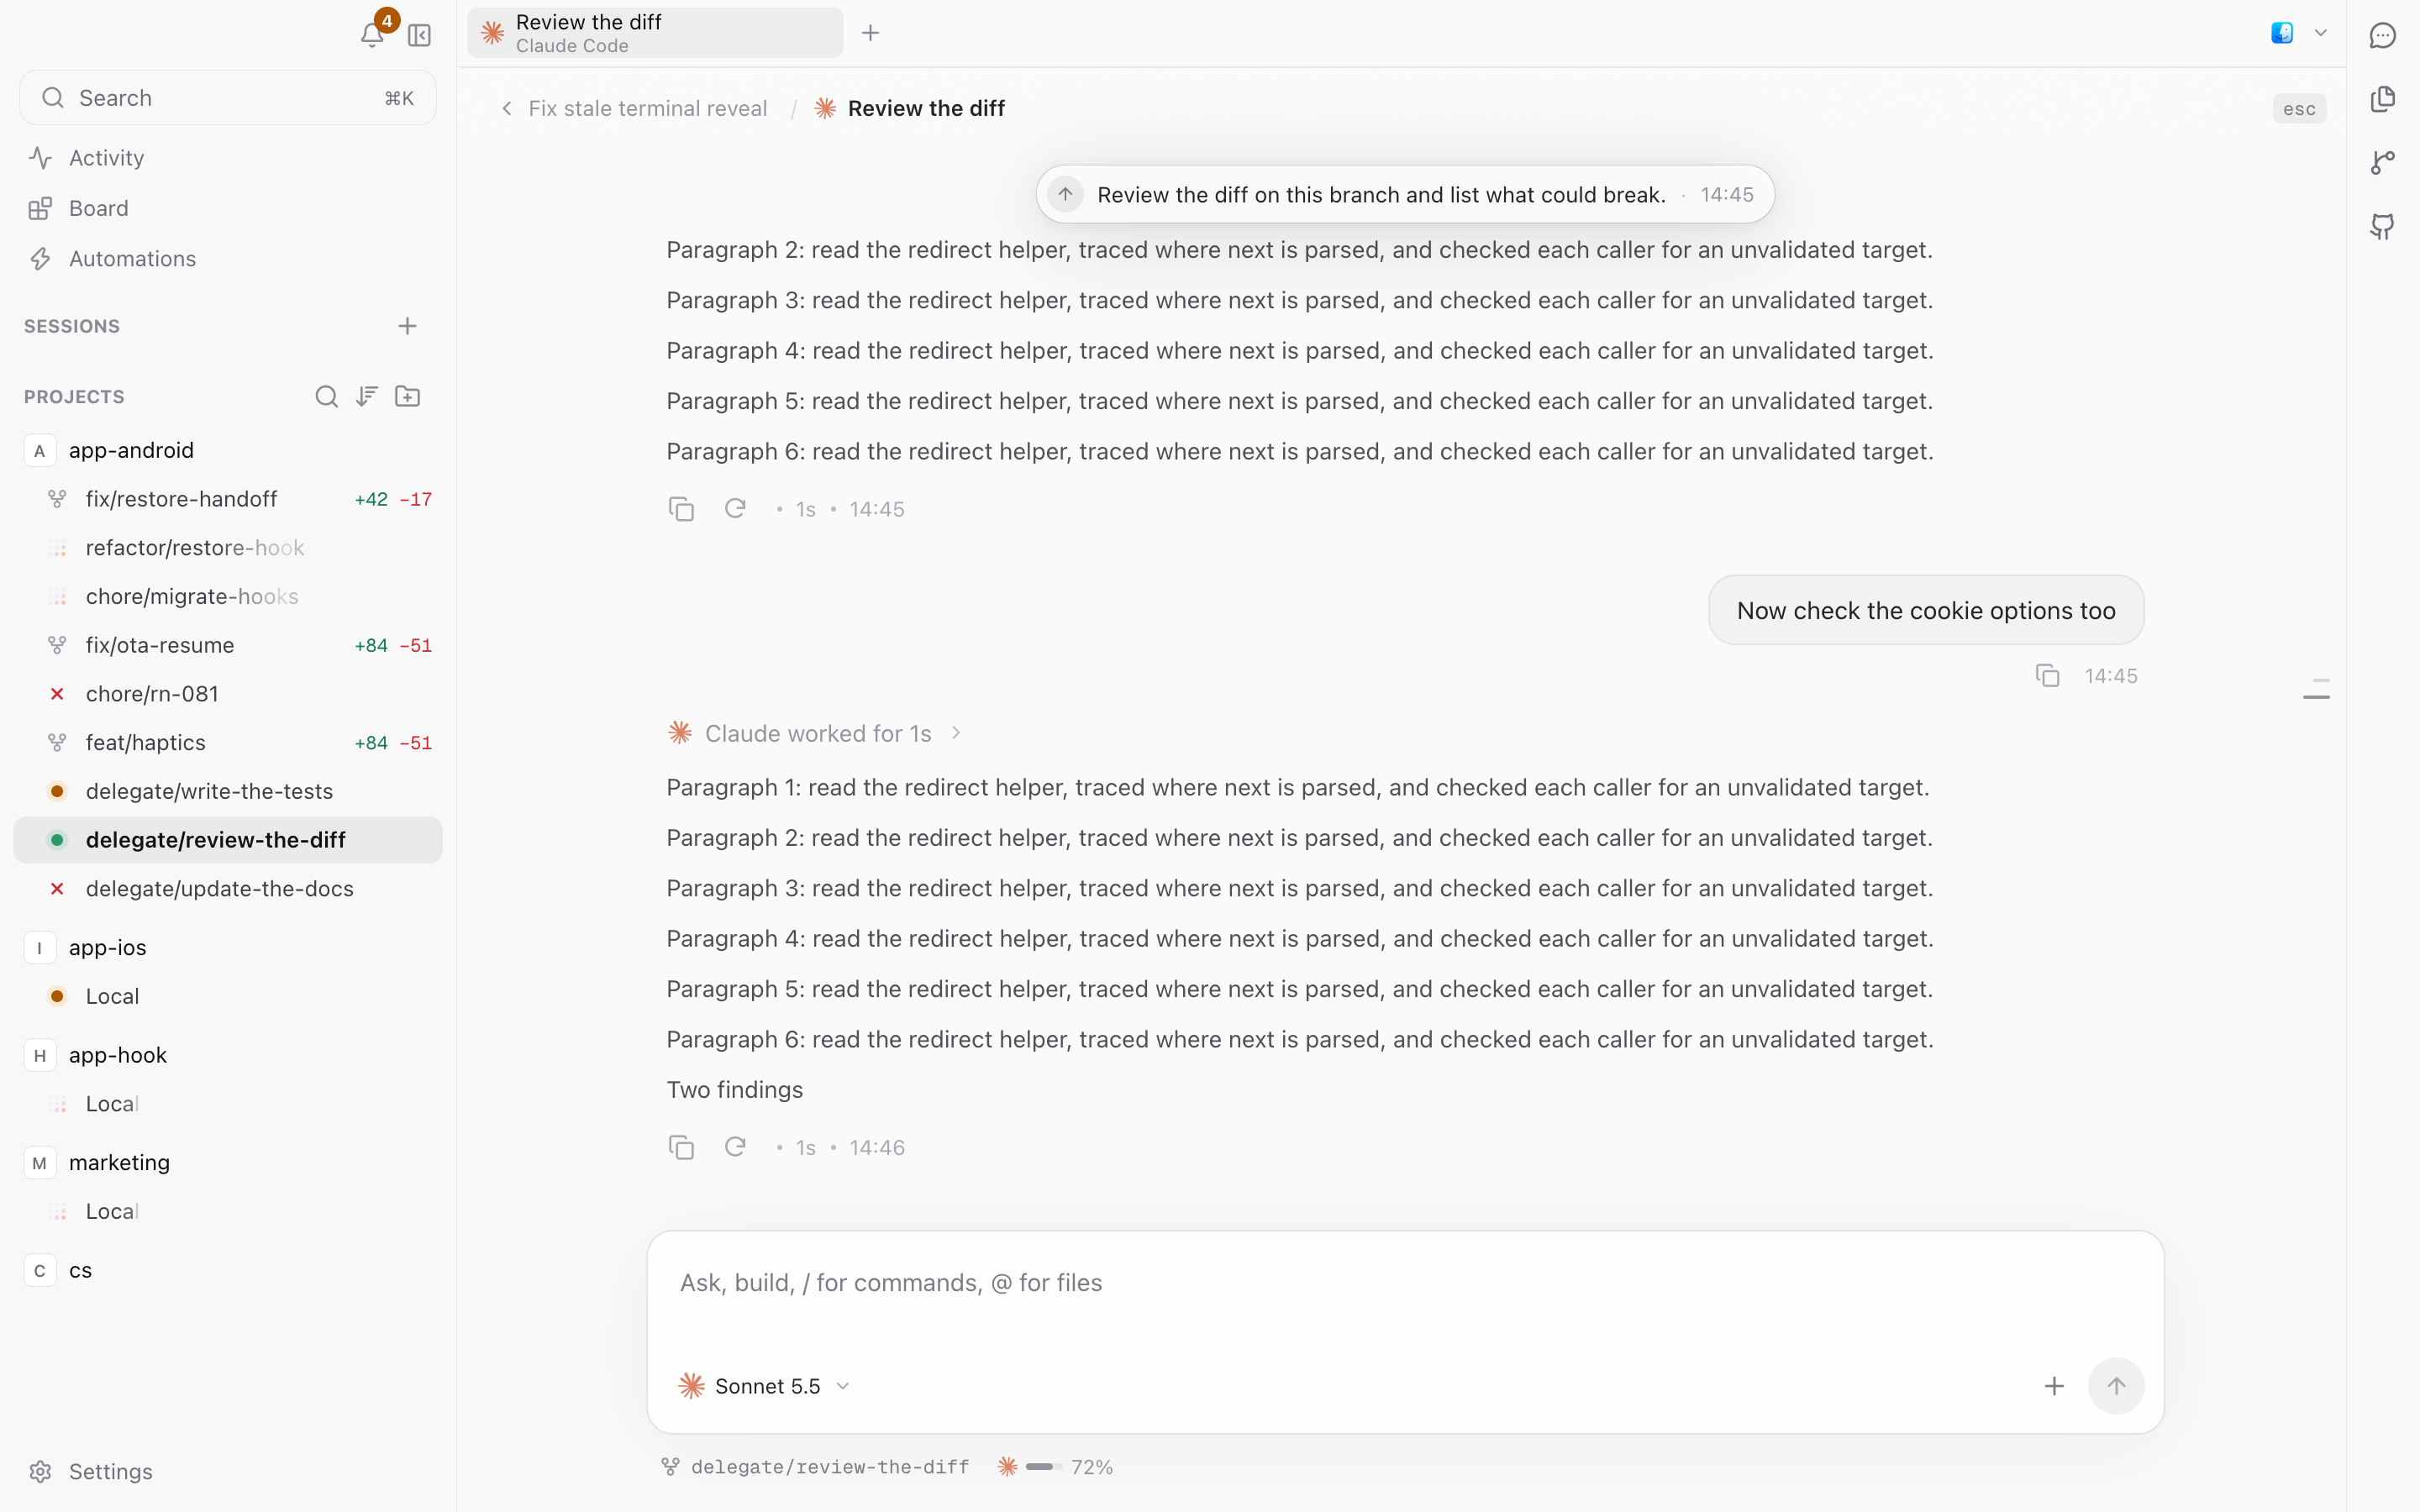 4
Search ⌘K
Activity
Board
Automations
SESSIONS
PROJECTS
A app-android
fix/restore-handoff +42 −17
refactor/restore-hook
chore/migrate-hooks
fix/ota-resume +84 −51
chore/rn-081
feat/haptics +84 −51
delegate/write-the-tests
delegate/review-the-diff
delegate/update-the-docs
I app-ios
Local
H app-hook
Local
M marketing
Local
C cs
Settings
Review the diff
Claude Code
Fix stale terminal reveal / Review the diff esc
Review the diff on this branch and list what could break. · 14:45
Paragraph 2: read the redirect helper, traced where next is parsed, and checked each caller for an unvalidated target.
Paragraph 3: read the redirect helper, traced where next is parsed, and checked each caller for an unvalidated target.
Paragraph 4: read the redirect helper, traced where next is parsed, and checked each caller for an unvalidated target.
Paragraph 5: read the redirect helper, traced where next is parsed, and checked each caller for an unvalidated target.
Paragraph 6: read the redirect helper, traced where next is parsed, and checked each caller for an unvalidated target.
• 1s • 14:45
Now check the cookie options too
14:45
Claude worked for 1s
Paragraph 1: read the redirect helper, traced where next is parsed, and checked each caller for an unvalidated target.
Paragraph 2: read the redirect helper, traced where next is parsed, and checked each caller for an unvalidated target.
Paragraph 3: read the redirect helper, traced where next is parsed, and checked each caller for an unvalidated target.
Paragraph 4: read the redirect helper, traced where next is parsed, and checked each caller for an unvalidated target.
Paragraph 5: read the redirect helper, traced where next is parsed, and checked each caller for an unvalidated target.
Paragraph 6: read the redirect helper, traced where next is parsed, and checked each caller for an unvalidated target.
Two findings
• 1s • 14:46
Ask, build, / for commands, @ for files
Sonnet 5.5
delegate/review-the-diff 72%